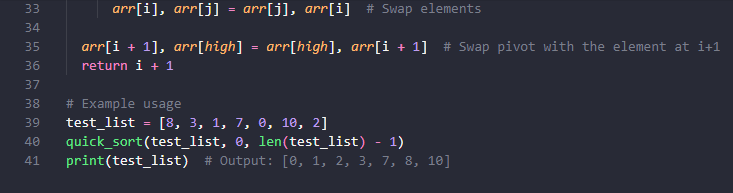 33 arr[i], arr[j] = arr[j], arr[i]  # Swap elements
34
35 arr[i + 1], arr[high] = arr[high], arr[i + 1]  # Swap pivot with the element at i+1
36 return i + 1
37
38 # Example usage
39 test_list = [8, 3, 1, 7, 0, 10, 2]
40 quick_sort(test_list, 0, len(test_list) - 1)
41 print(test_list)  # Output: [0, 1, 2, 3, 7, 8, 10]